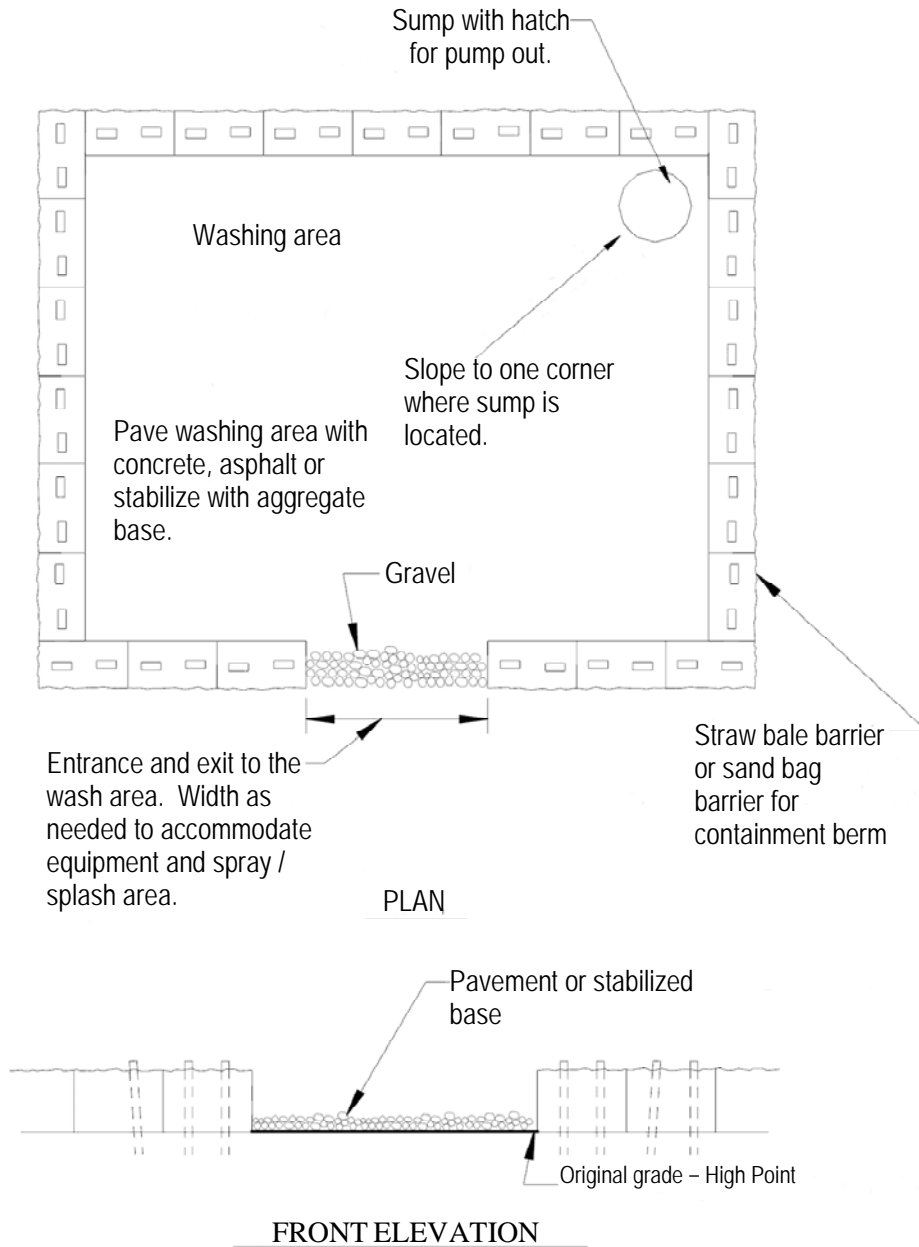 Sump with hatch
for pump out.
Washing area
Slope to one corner
where sump is
located.
Pave washing area with
concrete, asphalt or
stabilize with aggregate
base.
Gravel
Entrance and exit to the
wash area. Width as
needed to accommodate
equipment and spray /
splash area.
Straw bale barrier
or sand bag
barrier for
containment berm
PLAN
Pavement or stabilized
base
Original grade – High Point
FRONT ELEVATION